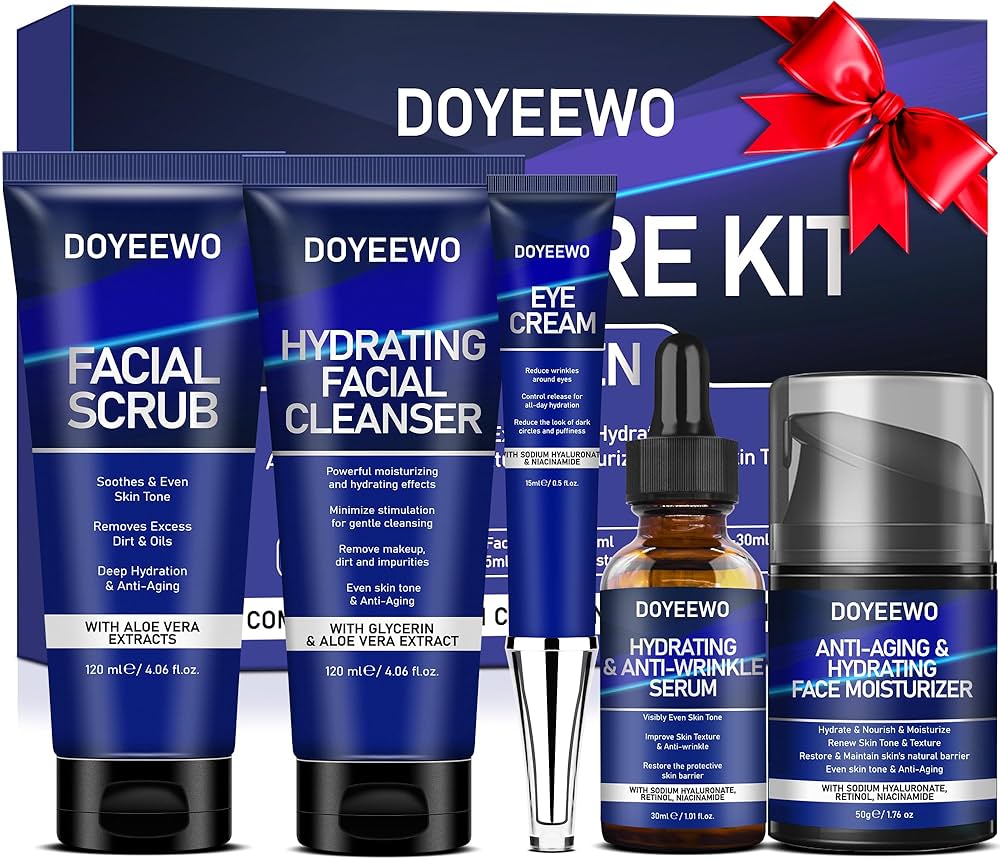 DOYEEWO
RE KIT
EN
Hydra
skin T
COM
DOYEEWO
FACIAL
SCRUB
Soothes & Even
Skin Tone
Removes Excess
Dirt & Oils
Deep Hydration
& Anti-Aging
WITH ALOE VERA
EXTRACTS
120 ml℮/ 4.06 fl.oz.
DOYEEWO
HYDRATING
FACIAL
CLEANSER
Powerful moisturizing
and hydrating effects
Minimize stimulation
for gentle cleansing
Remove makeup,
dirt and impurities
Even skin tone
& Anti-Aging
WITH GLYCERIN
& ALOE VERA EXTRACT
120 ml℮/ 4.06 fl.oz.
DOYEEWO
EYE
CREAM
Reduce wrinkles
around eyes
Control release for
all-day hydration
Reduce the look of dark
circles and puffiness
WITH SODIUM HYALURONAT
& NIACINAMIDE
15ml℮/ 0.5 fl.oz.
DOYEEWO
HYDRATING
& ANTI-WRINKLE
SERUM
Visibly Even Skin Tone
Improve Skin Texture
& Anti-wrinkle
Restore the protective
skin barrier
WITH SODIUM HYALURONATE,
RETINOL, NIACINAMIDE
30ml℮/ 1.01 fl.oz.
DOYEEWO
ANTI-AGING &
HYDRATING
FACE MOISTURIZER
Hydrate & Nourish & Moisturize
Renew Skin Tone & Texture
Restore & Maintain skin's natural barrier
Even skin tone & Anti-Aging
WITH SODIUM HYALURONATE,
RETINOL, NIACINAMIDE
50g℮/ 1.76 oz